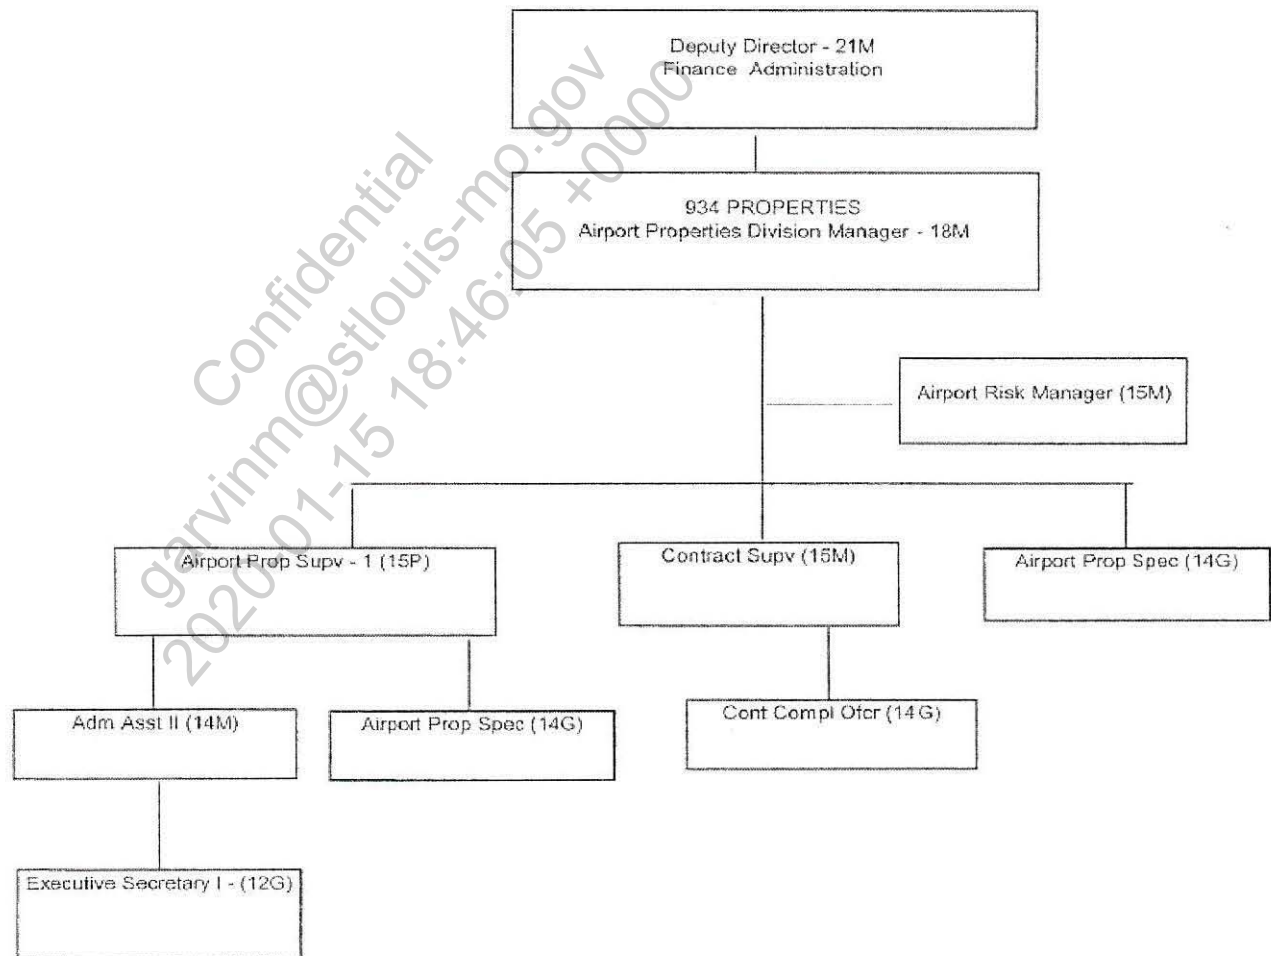 Deputy Director - 21M
Finance Administration
934 PROPERTIES
Airport Properties Division Manager - 18M
Airport Risk Manager (15M)
Airport Prop Supv - 1 (15P)
Contract Supv (15M)
Airport Prop Spec (14G)
Adm Asst II (14M)
Airport Prop Spec (14G)
Cont Compl Ofcr (14G)
Executive Secretary I - (12G)
Confidential
garvinm@stlouis-mo.gov
2020-01-15 18:46:05 +0000